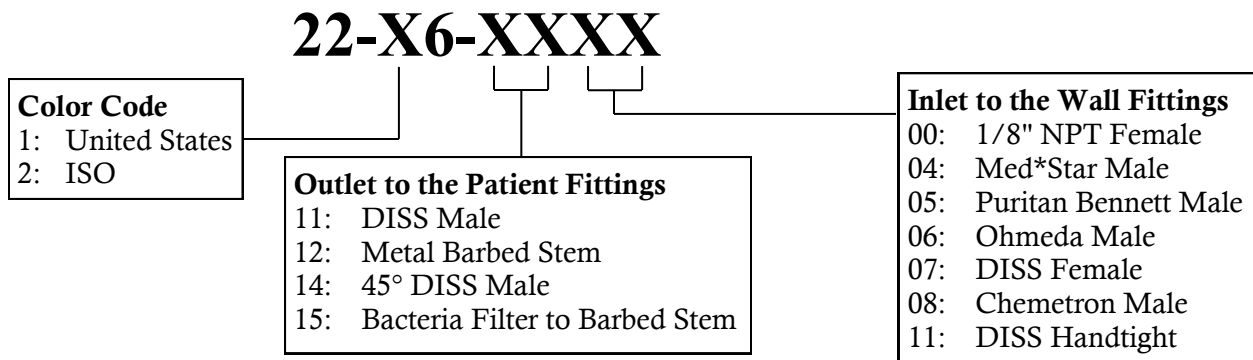 22-X6-XXXX
Color Code
1: United States
2: ISO
Outlet to the Patient Fittings
11: DISS Male
12: Metal Barbed Stem
14: 45° DISS Male
15: Bacteria Filter to Barbed Stem
Inlet to the Wall Fittings
00: 1/8" NPT Female
04: Med*Star Male
05: Puritan Bennett Male
06: Ohmeda Male
07: DISS Female
08: Chemetron Male
11: DISS Handtight